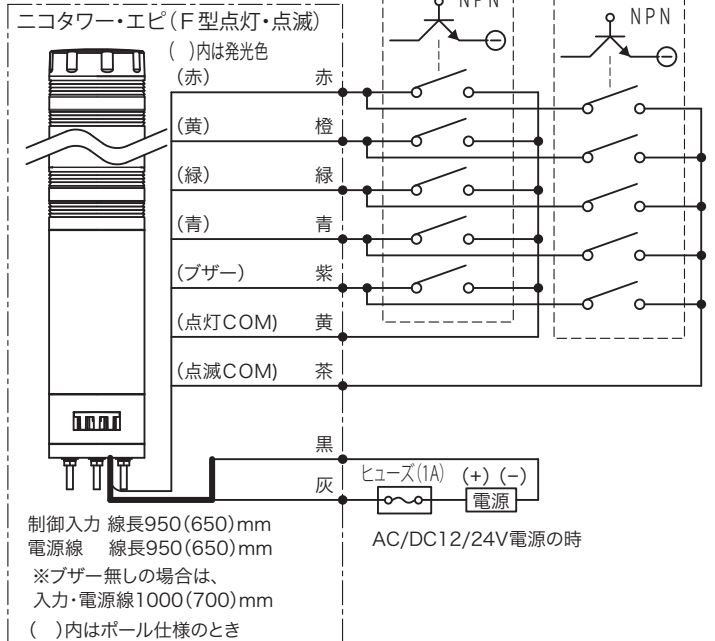 ニコタワー・エピ(F型点灯・点滅)
( )内は発光色
NPN
NPN
(赤) 赤
(黄) 橙
(緑) 緑
(青) 青
(ブザー) 紫
(点灯COM) 黄
(点滅COM) 茶
黒
灰
ヒューズ(1A) (+) (−)
電源
AC/DC12/24V電源の時
制御入力 線長950(650)mm
電源線 線長950(650)mm
※ブザー無しの場合は、
入力・電源線1000(700)mm
( )内はポール仕様のとき